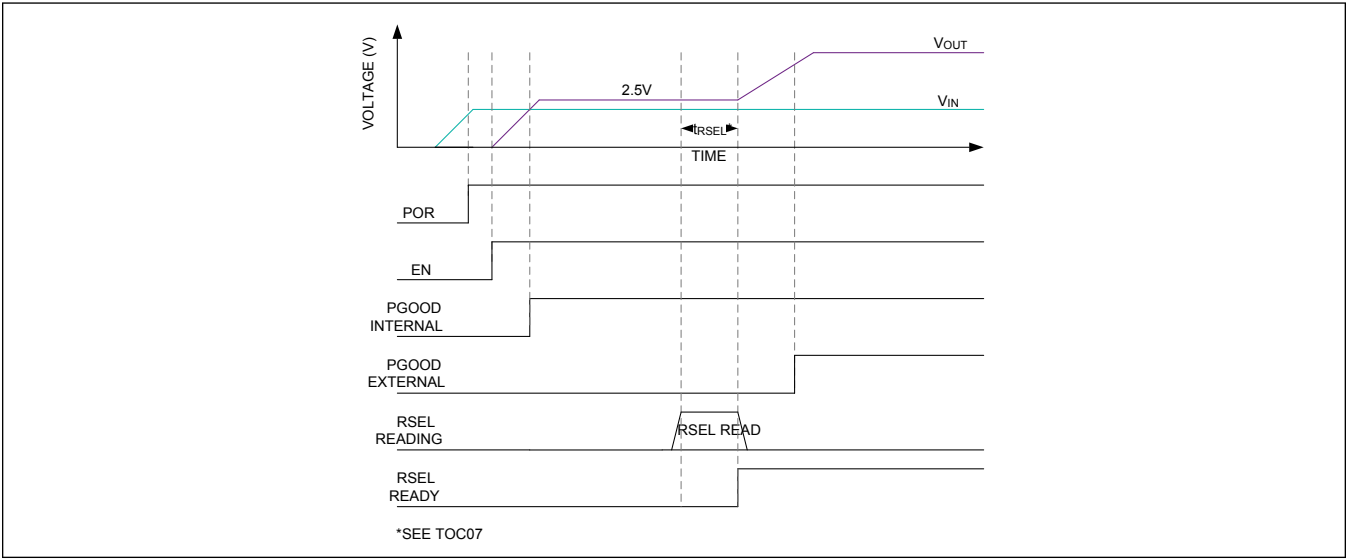 VOLTAGE (V)
VOUT
2.5V
VIN
tRSEL*
TIME
POR
EN
PGOOD
INTERNAL
PGOOD
EXTERNAL
RSEL
READING
RSEL READ
RSEL
READY
*SEE TOC07